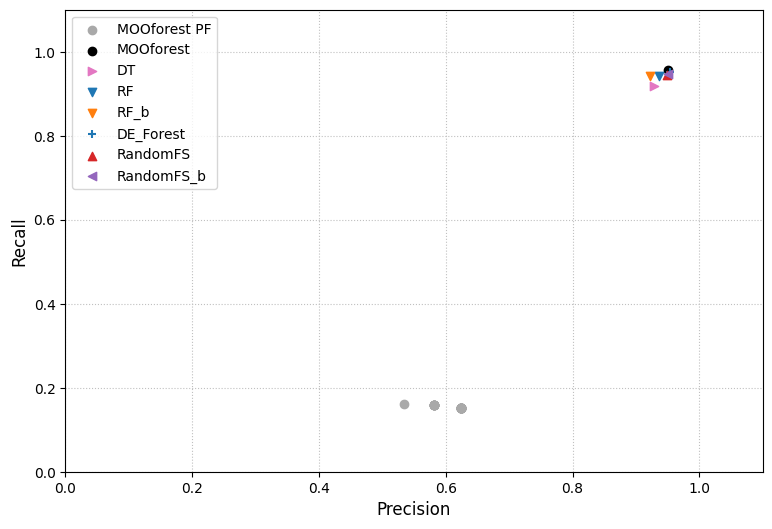 MOOforest PF
MOOforest
DT
RF
RF_b
DE_Forest
RandomFS
RandomFS_b
1.0
0.8
0.6
0.4
0.2
0.0
Recall
0.0 0.2 0.4 0.6 0.8 1.0
Precision